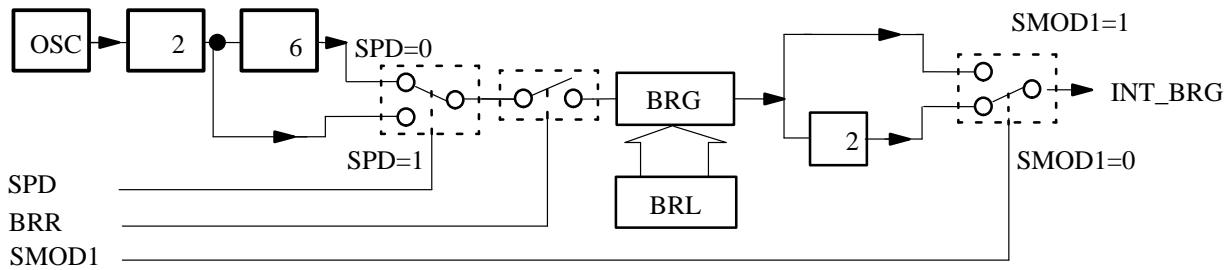 SMOD1=1
OSC
2
6
SPD=0
BRG
INT_BRG
2
SPD=1
SMOD1=0
SPD
BRL
BRR
SMOD1